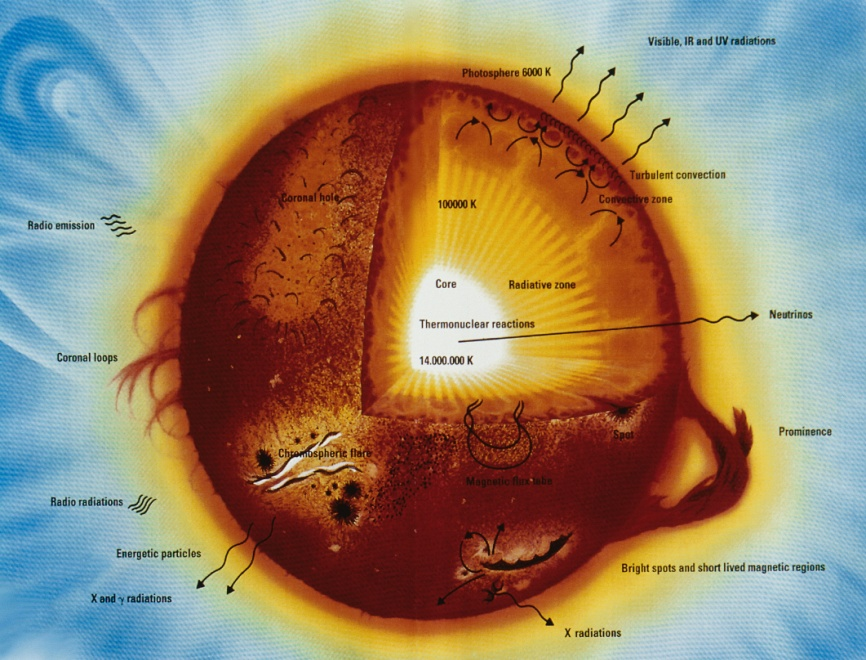 Visible, IR and UV radiations
Photosphere 6000 K
Turbulent convection
Coronal hole
Convective zone
100000 K
Radio emission
Core
Radiative zone
Neutrinos
Thermonuclear reactions
Coronal loops
14.000.000 K
Prominence
Spot
Chromospheric flare
Magnetic flux tube
Radio radiations
Energetic particles
Bright spots and short lived magnetic regions
X and γ radiations
X radiations